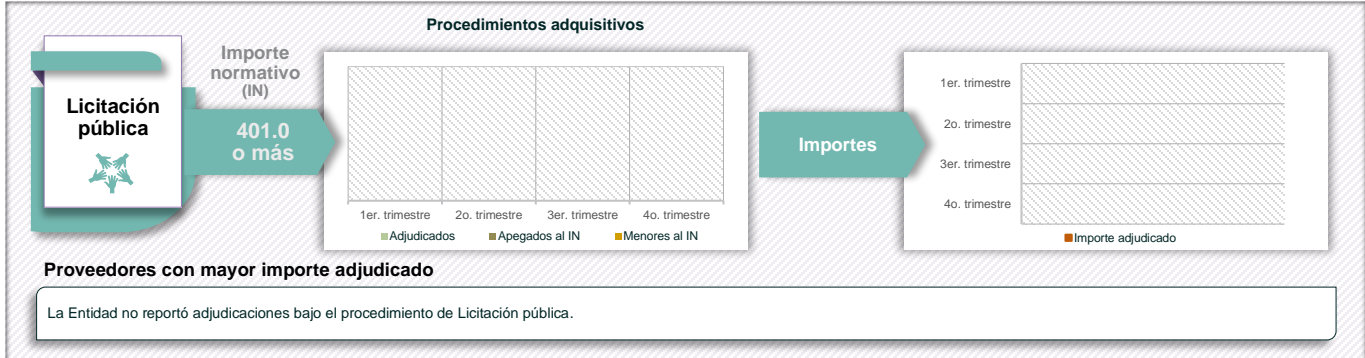 Procedimientos adquisitivos
Licitación
pública
Importe
normativo
(IN)
401.0
o más
1er. trimestre
2o. trimestre
3er. trimestre
4o. trimestre
Adjudicados
Apegados al IN
Menores al IN
Importes
1er. trimestre
2o. trimestre
3er. trimestre
4o. trimestre
Importe adjudicado
Proveedores con mayor importe adjudicado
La Entidad no reportó adjudicaciones bajo el procedimiento de Licitación pública.